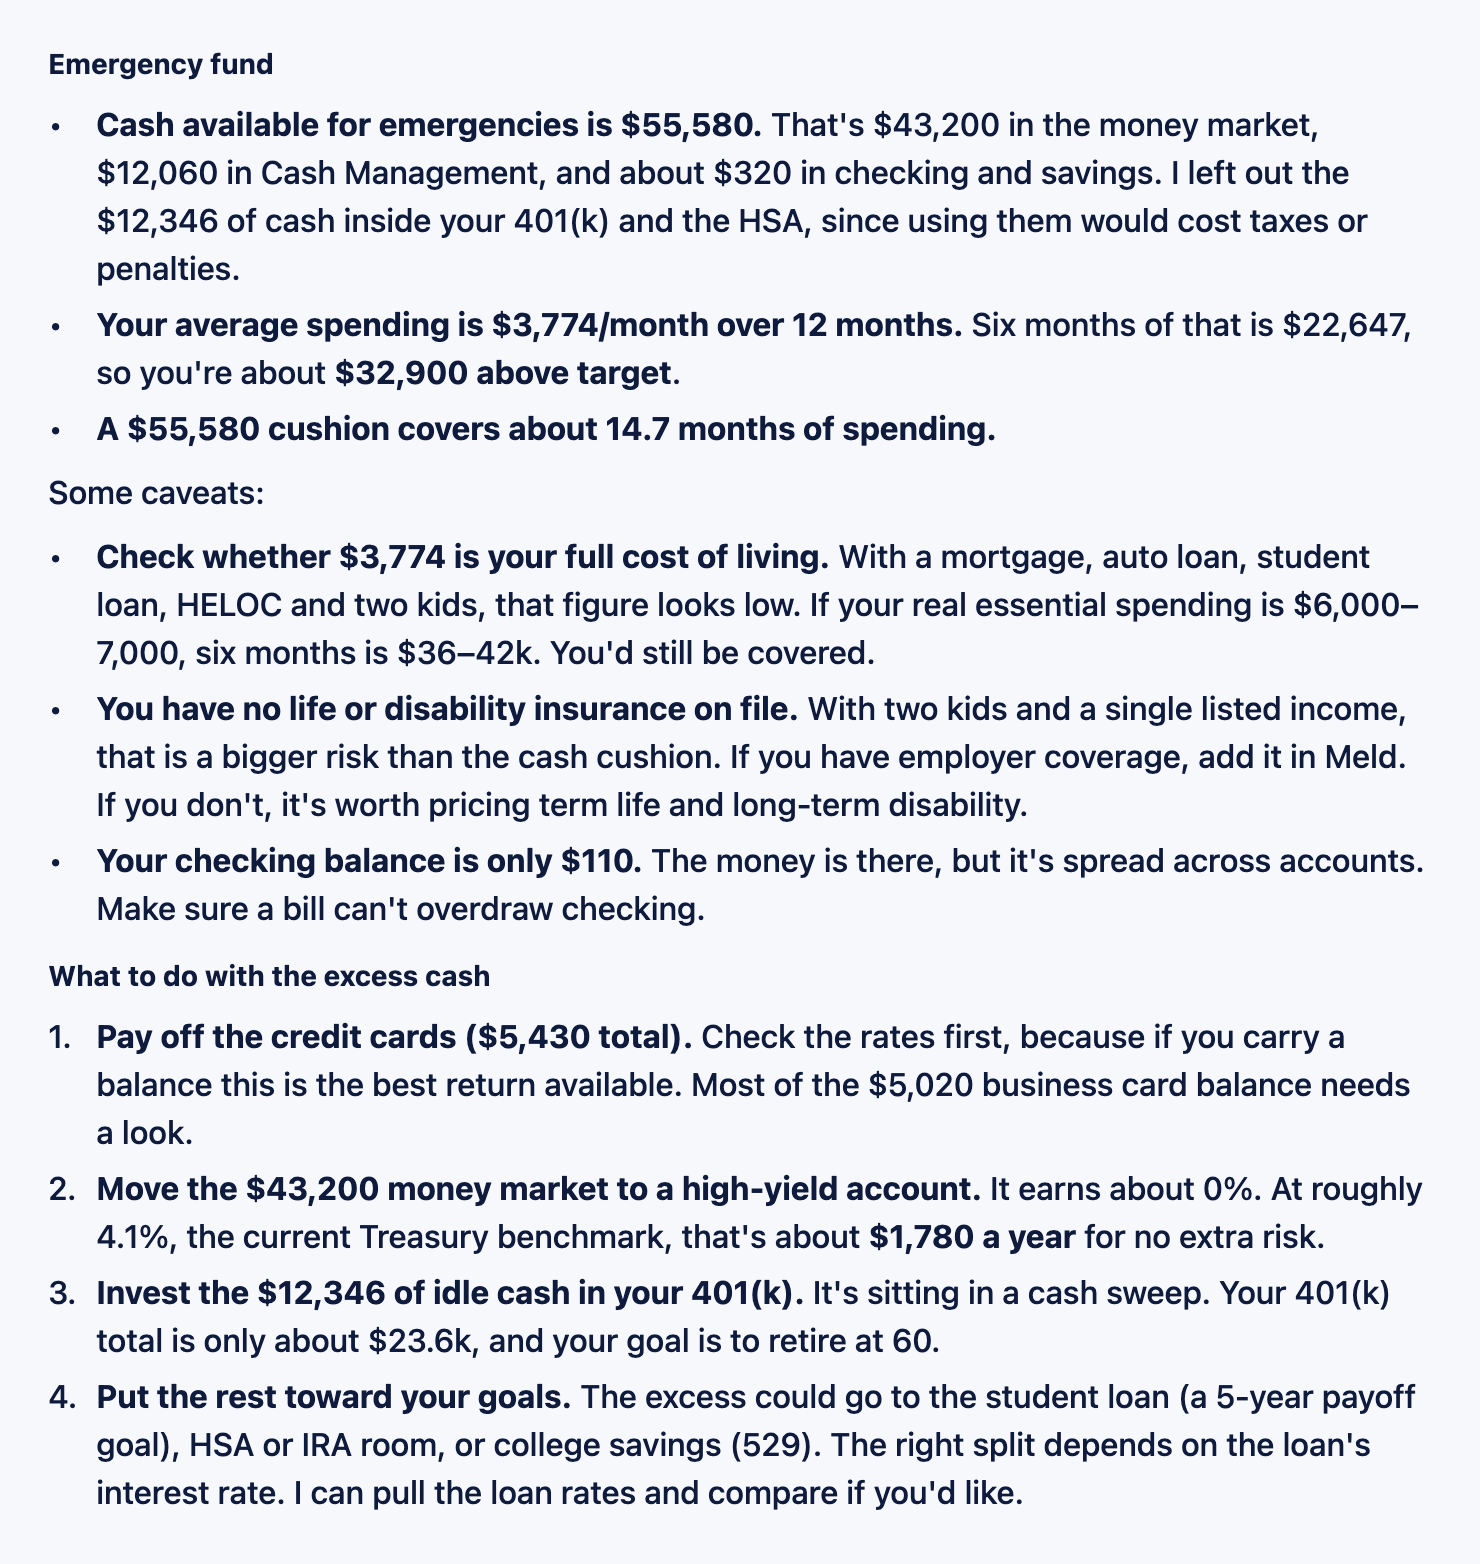 Emergency fund
• Cash available for emergencies is $55,580. That's $43,200 in the money market,
$12,060 in Cash Management, and about $320 in checking and savings. I left out the
$12,346 of cash inside your 401(k) and the HSA, since using them would cost taxes or
penalties.
• Your average spending is $3,774/month over 12 months. Six months of that is $22,647,
so you're about $32,900 above target.
• A $55,580 cushion covers about 14.7 months of spending.
Some caveats:
• Check whether $3,774 is your full cost of living. With a mortgage, auto loan, student
loan, HELOC and two kids, that figure looks low. If your real essential spending is $6,000–
7,000, six months is $36–42k. You'd still be covered.
• You have no life or disability insurance on file. With two kids and a single listed income,
that is a bigger risk than the cash cushion. If you have employer coverage, add it in Meld.
If you don't, it's worth pricing term life and long-term disability.
• Your checking balance is only $110. The money is there, but it's spread across accounts.
Make sure a bill can't overdraw checking.
What to do with the excess cash
1. Pay off the credit cards ($5,430 total). Check the rates first, because if you carry a
balance this is the best return available. Most of the $5,020 business card balance needs
a look.
2. Move the $43,200 money market to a high-yield account. It earns about 0%. At roughly
4.1%, the current Treasury benchmark, that's about $1,780 a year for no extra risk.
3. Invest the $12,346 of idle cash in your 401(k). It's sitting in a cash sweep. Your 401(k)
total is only about $23.6k, and your goal is to retire at 60.
4. Put the rest toward your goals. The excess could go to the student loan (a 5-year payoff
goal), HSA or IRA room, or college savings (529). The right split depends on the loan's
interest rate. I can pull the loan rates and compare if you'd like.